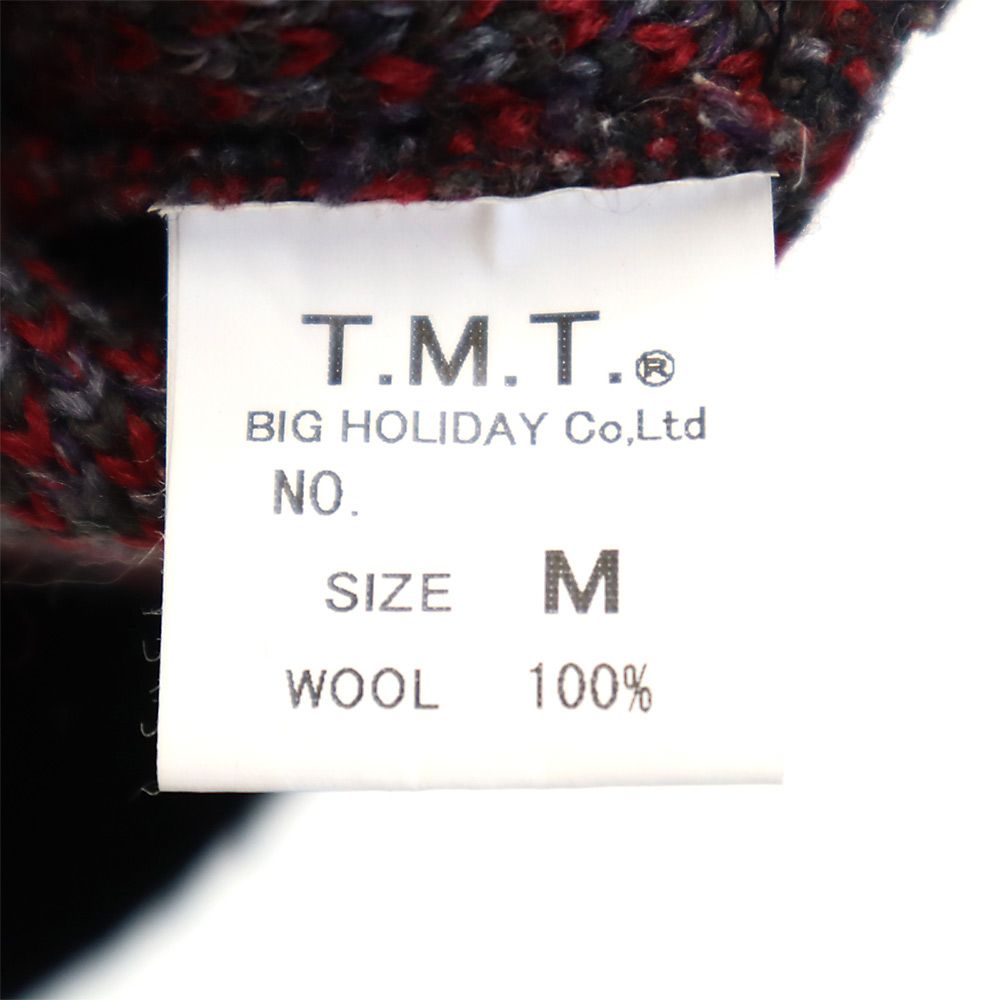 T.M.T.®
BIG HOLIDAY Co,Ltd
NO.
SIZE M
WOOL 100%